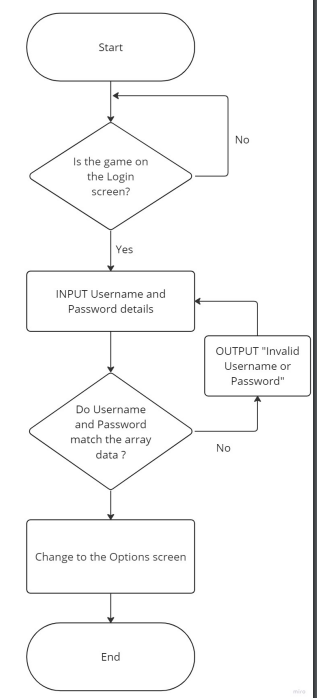 Start
No
Is the game on
the Login
screen?
Yes
INPUT Username and
Password details
OUTPUT "Invalid
Username or
Password"
Do Username
and Password
match the array
data ?
No
Change to the Options screen
End
miro